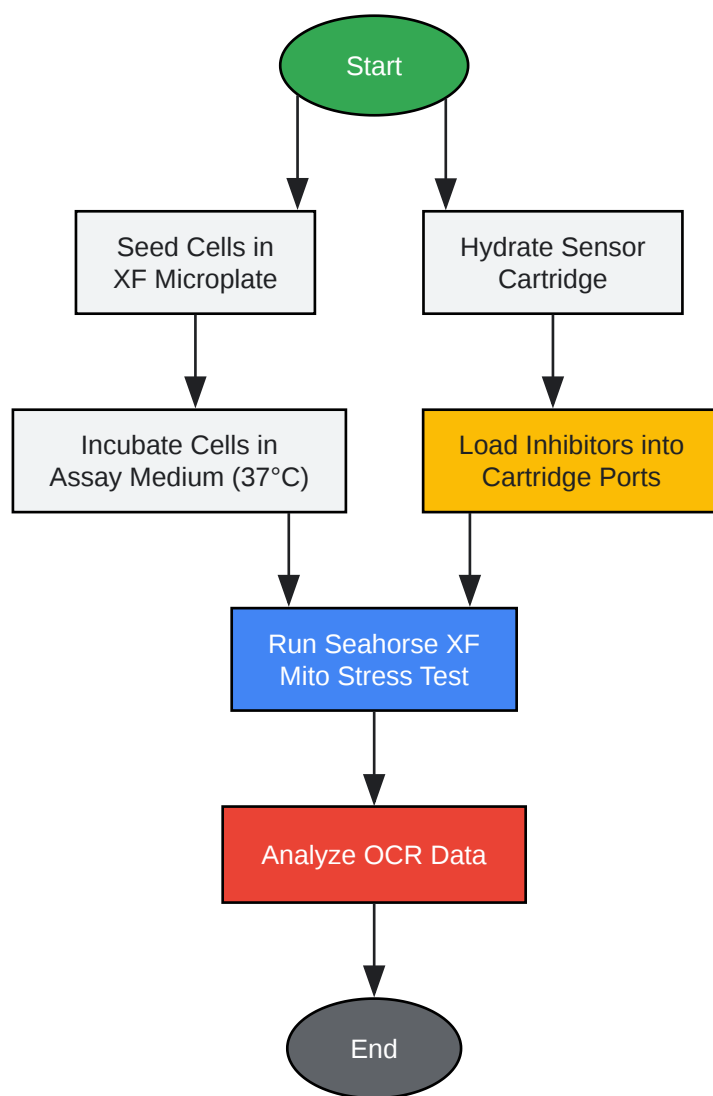 Start
Seed Cells in
XF Microplate
Hydrate Sensor
Cartridge
Incubate Cells in
Assay Medium (37°C)
Load Inhibitors into
Cartridge Ports
Run Seahorse XF
Mito Stress Test
Analyze OCR Data
End